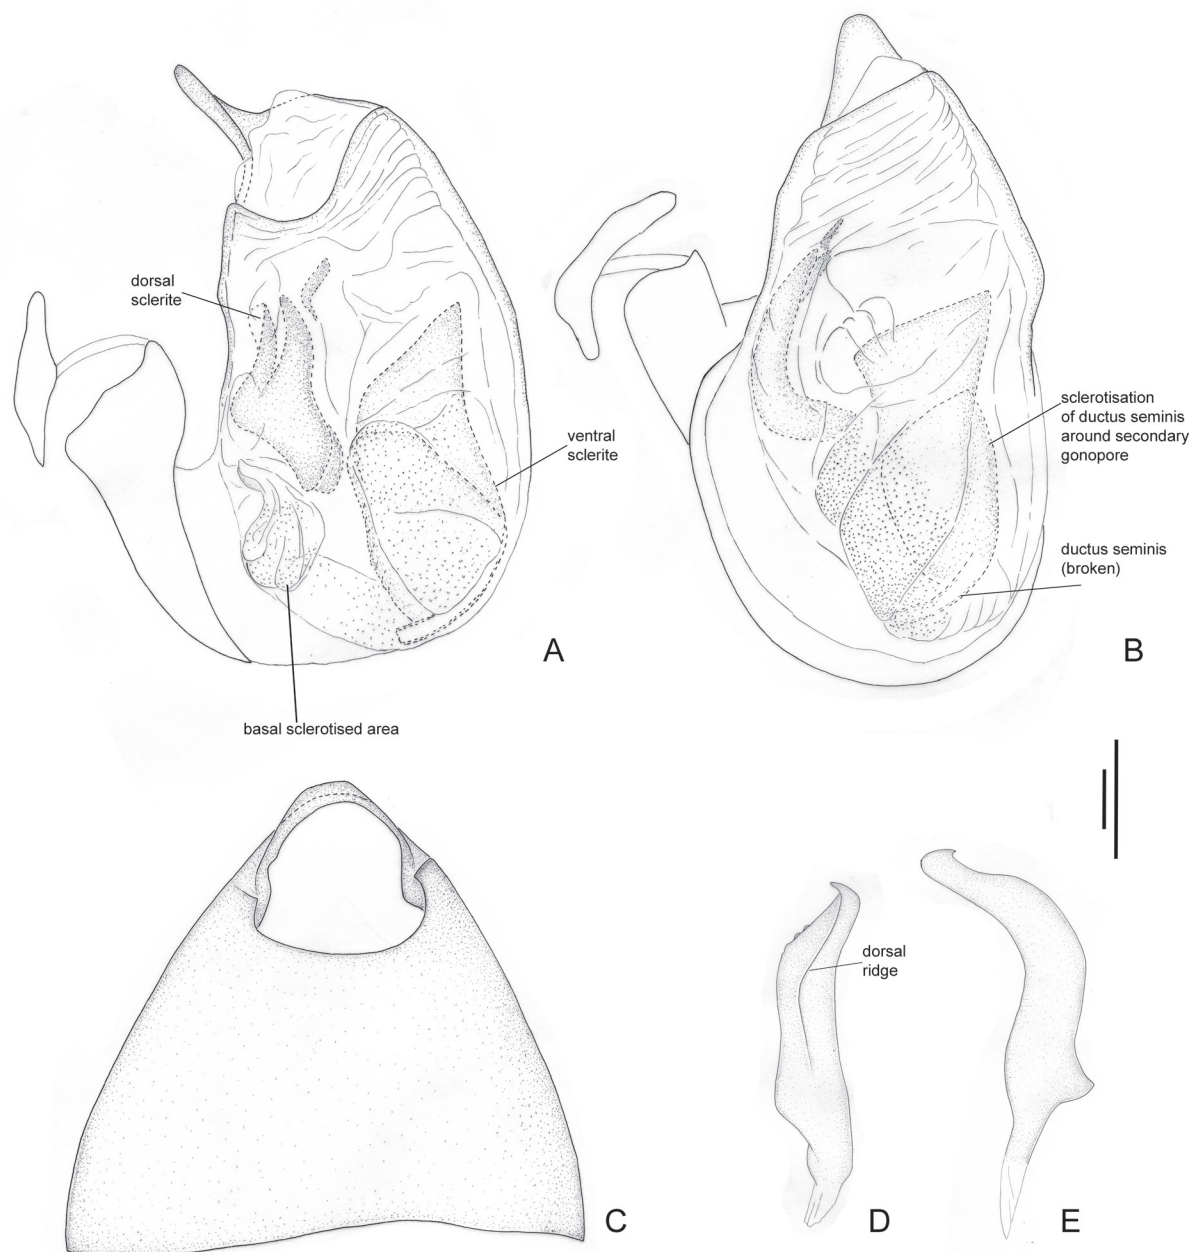 dorsal
sclerite
ventral
sclerite
basal sclerotised area
A
sclerotisation
of ductus seminis
around secondary
gonopore
ductus seminis
(broken)
B
C
dorsal
ridge
D
E